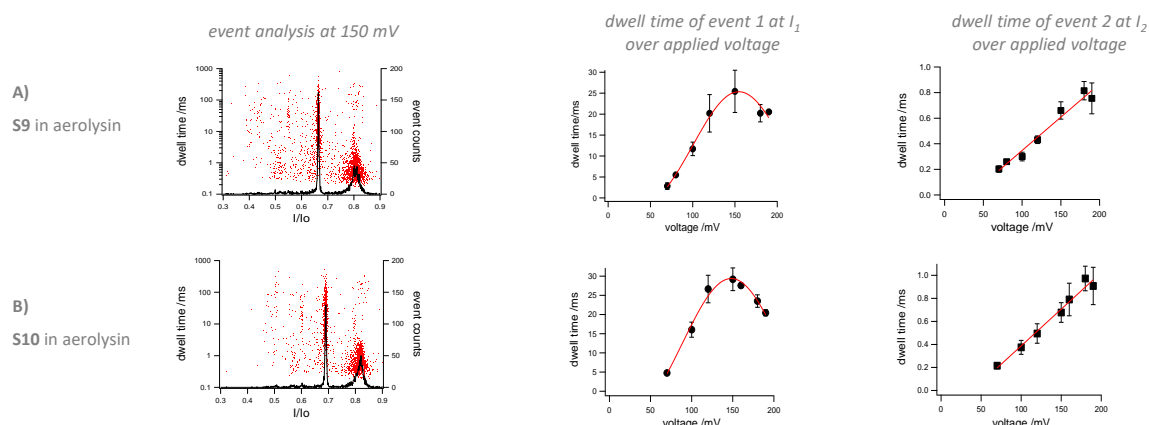 event analysis at 150 mV
dwell time of event 1 at I1
over applied voltage
dwell time of event 2 at I2
over applied voltage
A)
S9 in aerolysin
dwell time /ms
1000
100
10
1
0.1
0.3 0.4 0.5 0.6 0.7 0.8 0.9
I/Io
200
150
100
50
0
event counts
dwell time/ms
30
25
20
15
10
5
0
0 50 100 150 200
voltage /mV
dwell time /ms
1.0
0.8
0.6
0.4
0.2
0.0
0 50 100 150 200
voltage /mV
B)
S10 in aerolysin
dwell time /ms
1000
100
10
1
0.1
0.3 0.4 0.5 0.6 0.7 0.8 0.9
I/Io
200
150
100
50
0
event counts
dwell time/ms
30
25
20
15
10
5
0
0 50 100 150 200
voltage /mV
dwell time /ms
1.0
0.8
0.6
0.4
0.2
0.0
0 50 100 150 200
voltage /mV